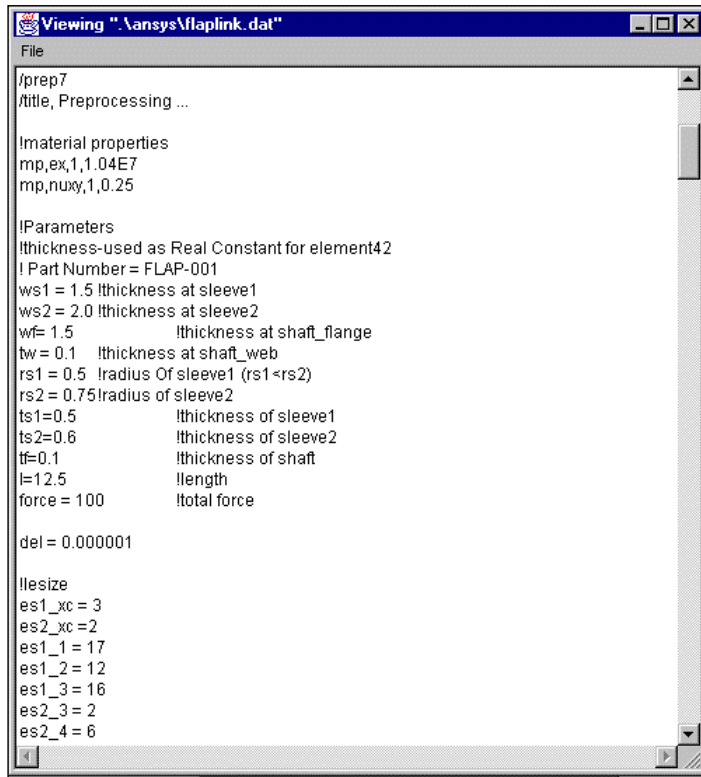 Viewing ".\ansys\flaplink.dat"
File
/prep7
/title, Preprocessing ...
!material properties
mp,ex,1,1.04E7
mp,nuxy,1,0.25
!Parameters
!thickness-used as Real Constant for element42
! Part Number = FLAP-001
ws1 = 1.5 !thickness at sleeve1
ws2 = 2.0 !thickness at sleeve2
wf= 1.5 !thickness at shaft_flange
tw = 0.1 !thickness at shaft_web
rs1 = 0.5 !radius Of sleeve1 (rs1<rs2)
rs2 = 0.75!radius of sleeve2
ts1=0.5 !thickness of sleeve1
ts2=0.6 !thickness of sleeve2
tf=0.1 !thickness of shaft
l=12.5 !length
force = 100 !total force
del = 0.000001
!lesize
es1_xc = 3
es2_xc =2
es1_1 = 17
es1_2 = 12
es1_3 = 16
es2_3 = 2
es2_4 = 6